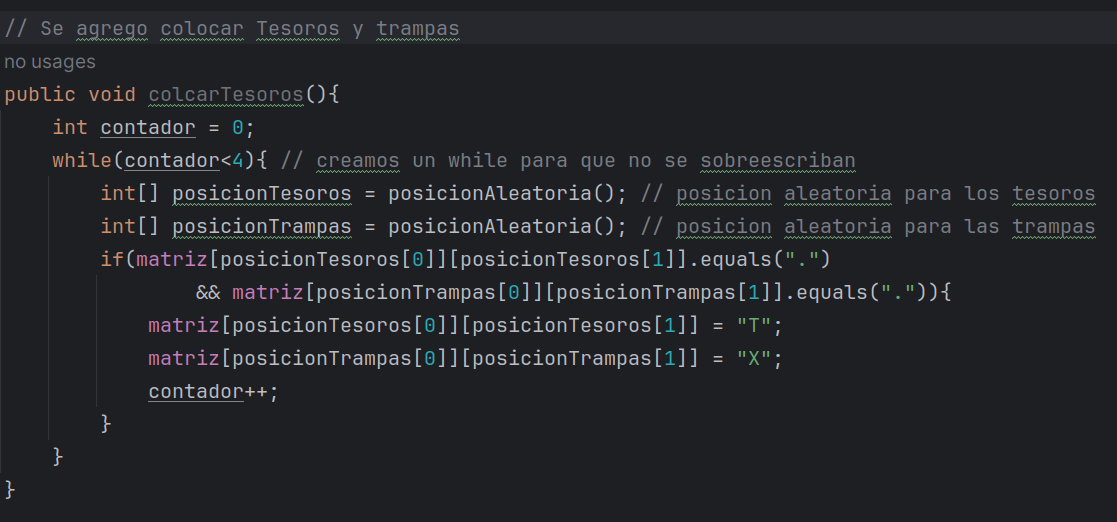 // Se agrego colocar Tesoros y trampas
no usages
public void colcarTesoros(){
int contador = 0;
while(contador<4){ // creamos un while para que no se sobreescriban
int[] posicionTesoros = posicionAleatoria(); // posicion aleatoria para los tesoros
int[] posicionTrampas = posicionAleatoria(); // posicion aleatoria para las trampas
if(matriz[posicionTesoros[0]][posicionTesoros[1]].equals(".")
&& matriz[posicionTrampas[0]][posicionTrampas[1]].equals(".")){
matriz[posicionTesoros[0]][posicionTesoros[1]] = "T";
matriz[posicionTrampas[0]][posicionTrampas[1]] = "X";
contador++;
}
}
}